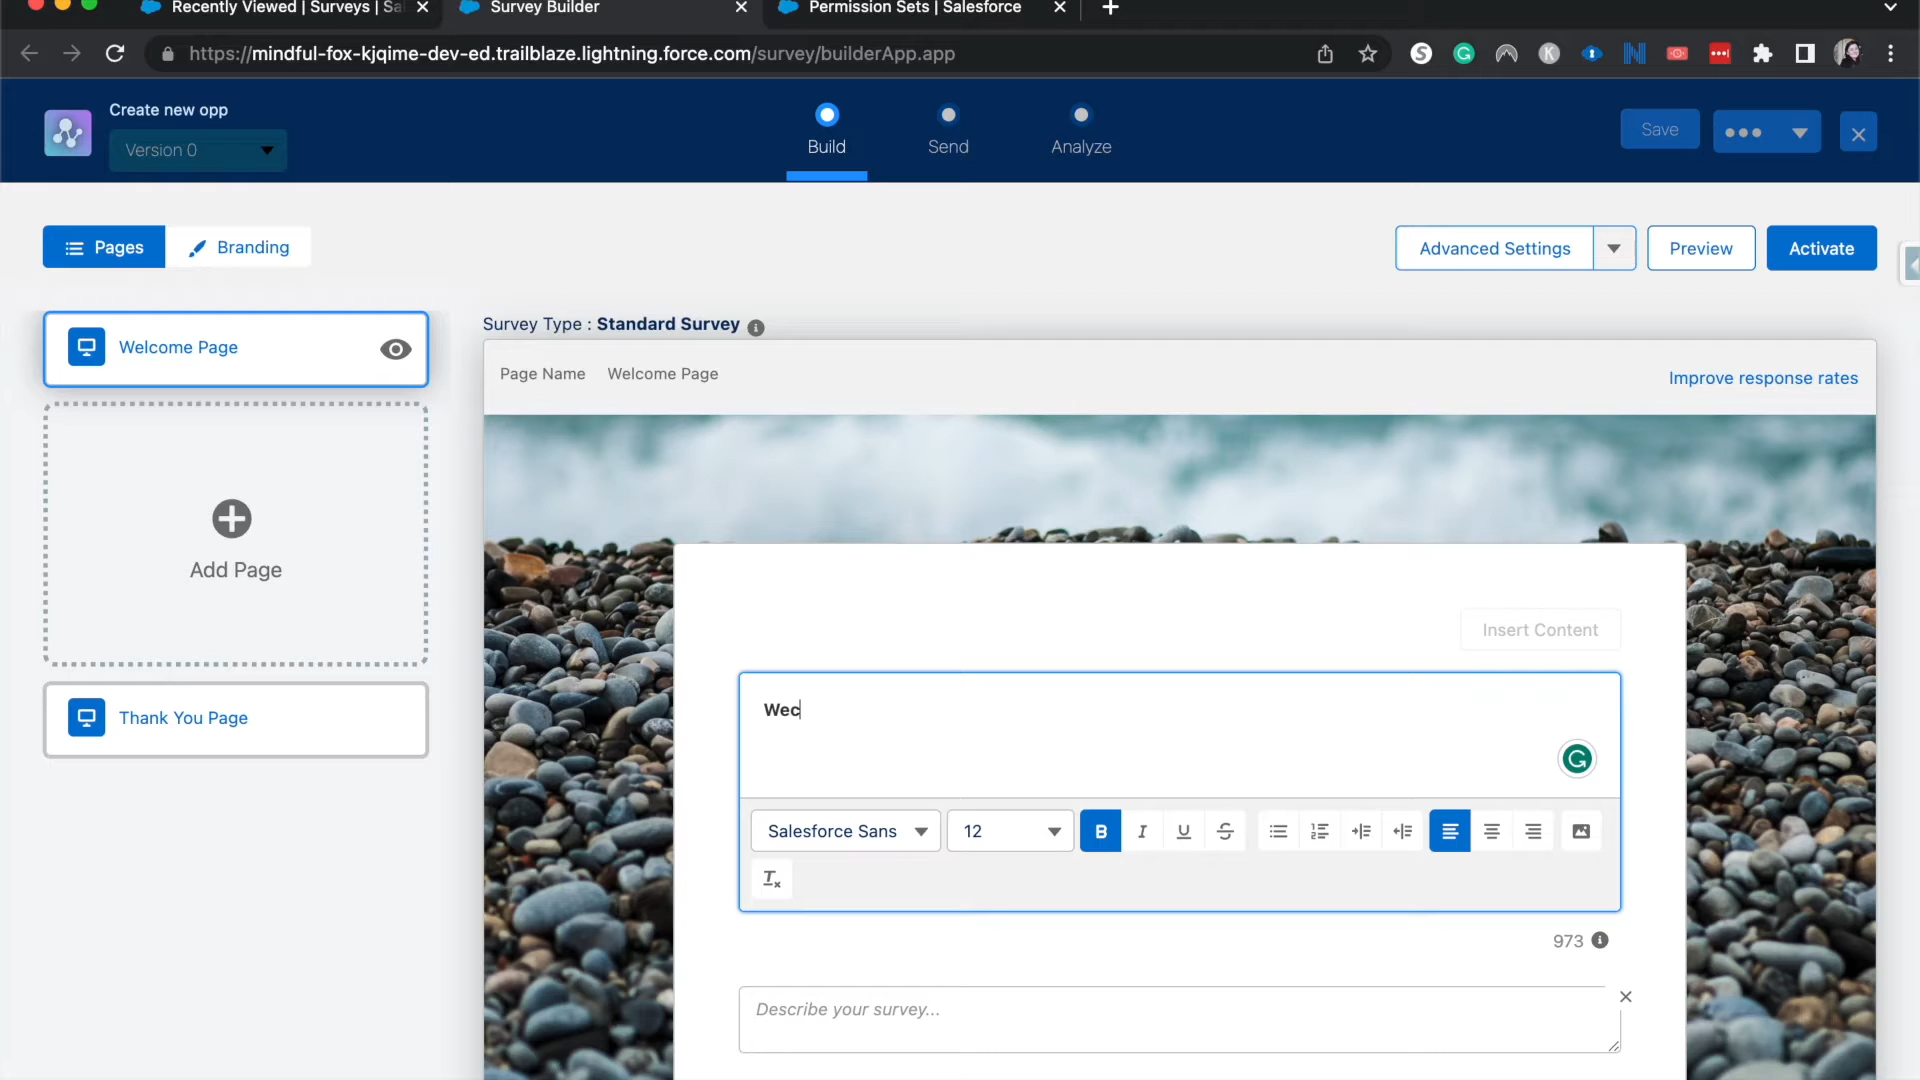 Recently Viewed | Surveys | Sa
Survey Builder
Permission Sets | Salesforce
https://mindful-fox-kjqime-dev-ed.trailblaze.lightning.force.com/survey/builderApp.app
Create new opp
Version 0
Build
Send
Analyze
Save
Pages
Branding
Advanced Settings
Preview
Activate
Welcome Page
Add Page
Thank You Page
Survey Type : Standard Survey
Page Name Welcome Page
Improve response rates
Insert Content
Wec
Salesforce Sans
12
B I U S
973
Describe your survey...